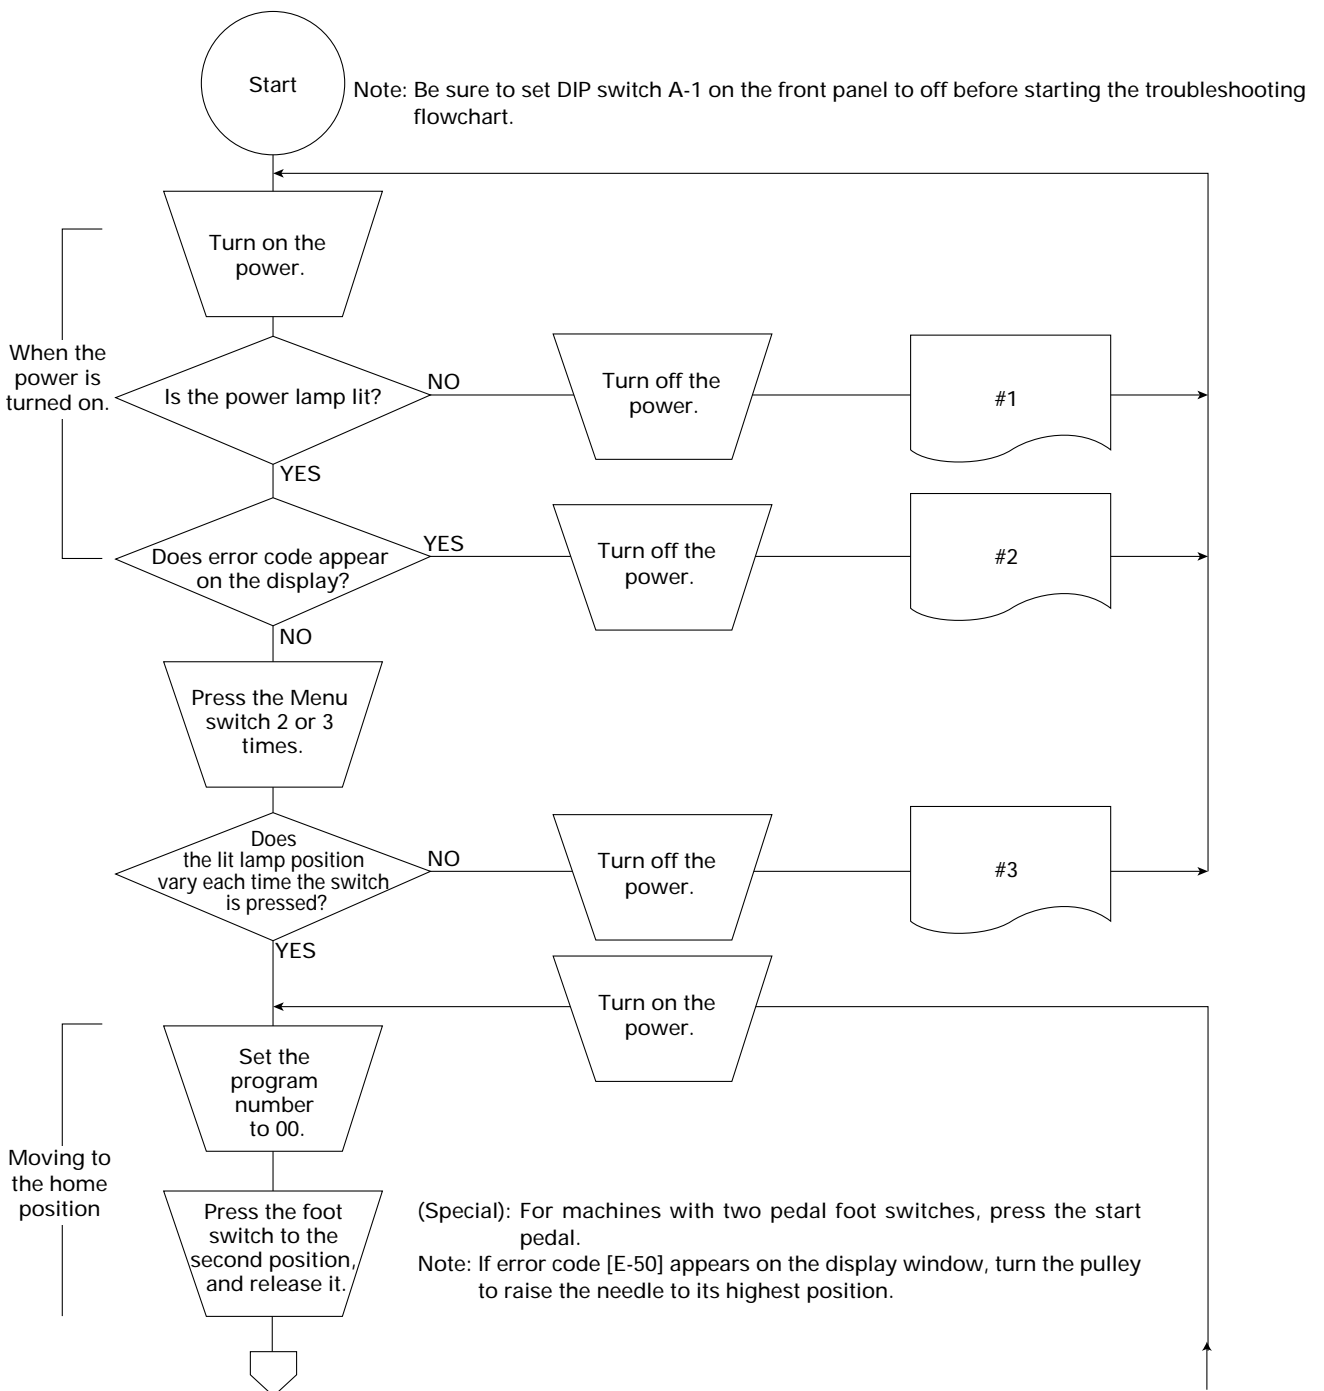 Start
Note: Be sure to set DIP switch A-1 on the front panel to off before starting the troubleshooting
flowchart.
Turn on the
power.
When the
power is
turned on.
Is the power lamp lit?
NO
Turn off the
power.
#1
YES
Does error code appear
on the display?
YES
Turn off the
power.
#2
NO
Press the Menu
switch 2 or 3
times.
Does
the lit lamp position
vary each time the switch
is pressed?
NO
Turn off the
power.
#3
YES
Turn on the
power.
Set the
program
number
to 00.
Moving to
the home
position
Press the foot
switch to the
second position,
and release it.
(Special): For machines with two pedal foot switches, press the start
pedal.
Note: If error code [E-50] appears on the display window, turn the pulley
to raise the needle to its highest position.